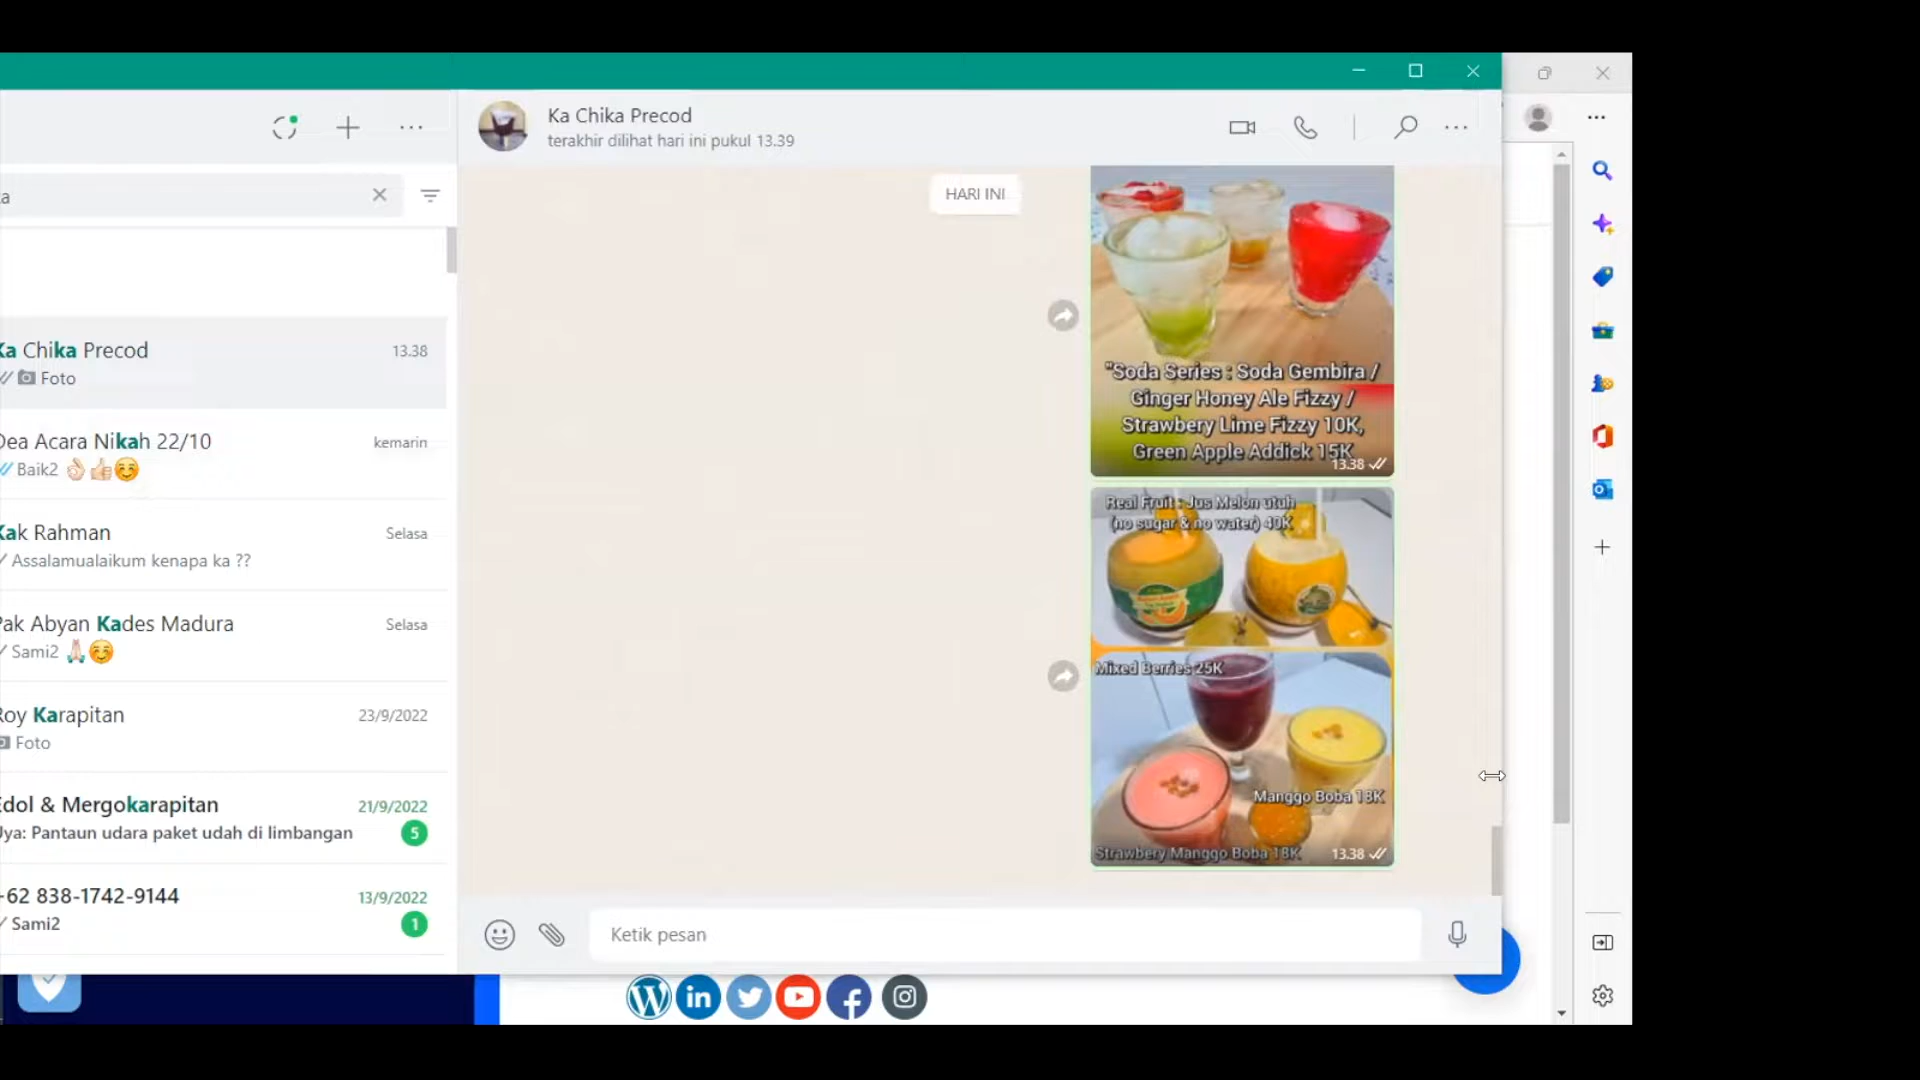 Ka Chika Precod
terakhir dilihat hari ini pukul 13.39
a
HARI INI
Ka Chika Precod
13.38
Foto
Dea Acara Nikah 22/10
kemarin
Baik2 👌🏻👍🏻☺️
Kak Rahman
Selasa
Assalamualaikum kenapa ka ??
Pak Abyan Kades Madura
Selasa
Sami2 🙏🏻☺️
Roy Karapitan
23/9/2022
Foto
Edol & Mergokarapitan
21/9/2022
Uya: Pantaun udara paket udah di limbangan
5
+62 838-1742-9144
13/9/2022
Sami2
1
"Soda Series : Soda Gembira /
Ginger Honey Ale Fizzy /
Strawbery Lime Fizzy 10K,
Green Apple Addick 15K
13.38
Real Fruit : Jus Melon utuh
(no sugar & no water) 40K
Mixed Berries 25K
Manggo Boba 18K
Strawbery Manggo Boba 18K
13.38
Ketik pesan